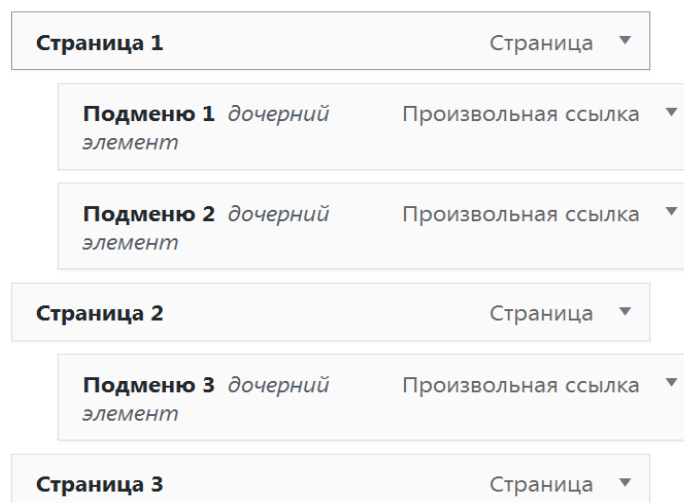 Страница 1 Страница
Подменю 1 дочерний Произвольная ссылка
элемент
Подменю 2 дочерний Произвольная ссылка
элемент
Страница 2 Страница
Подменю 3 дочерний Произвольная ссылка
элемент
Страница 3 Страница